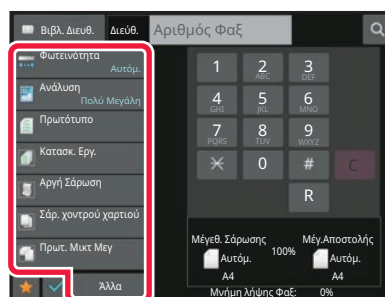 Βιβλ. Διευθ. Διεύθ. Αριθμός Φαξ
Φωτεινότητα
Αυτόμ.
Ανάλυση
Πολύ Μεγάλη
Πρωτότυπο
Κατασκ. Εργ.
Αργή Σάρωση
Σάρ. χοντρού χαρτιού
Πρωτ. Μικτ Μεγ
Άλλα
1 2 3
ABC DEF
4 5 6
GHI JKL MNO
7 8 9
PQRS TUV WXYZ
0 # C
R
Μέγεθ. Σάρωσης Μέγ.Αποστολής
Αυτόμ. 100% Αυτόμ.
A4 A4
Μνήμη λήψης Φαξ: 0%